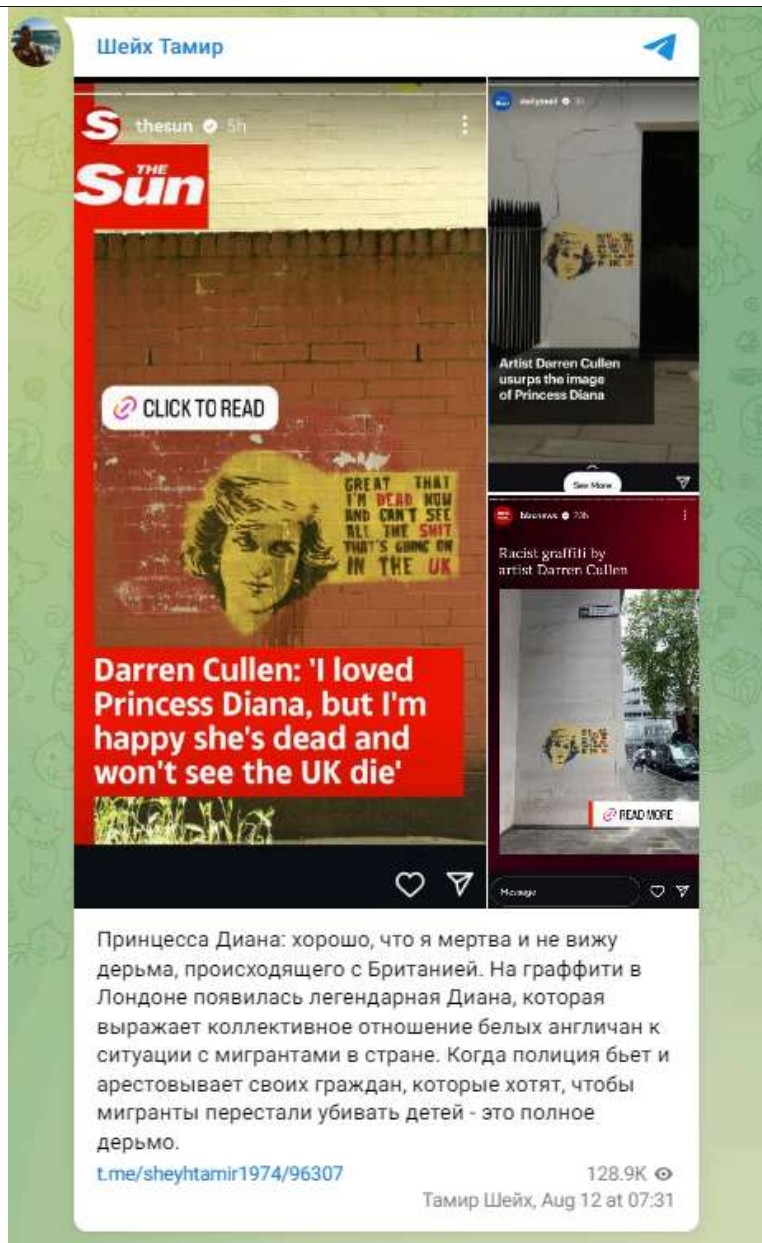 Шейх Тамир
thesun 5h
THE
Sun
CLICK TO READ
GREAT THAT
I'M DEAD NOW
AND CAN'T SEE
ALL THE SHIT
THAT'S GOING ON
IN THE UK
Darren Cullen: 'I loved
Princess Diana, but I'm
happy she's dead and
won't see the UK die'
dailymail
Artist Darren Cullen
usurps the image
of Princess Diana
See More
bbcnews 23h
Racist graffiti by
artist Darren Cullen
READ MORE
Message
Принцесса Диана: хорошо, что я мертва и не вижу
дерьма, происходящего с Британией. На граффити в
Лондоне появилась легендарная Диана, которая
выражает коллективное отношение белых англичан к
ситуации с мигрантами в стране. Когда полиция бьет и
арестовывает своих граждан, которые хотят, чтобы
мигранты перестали убивать детей - это полное
дерьмо.
t.me/sheyhtamir1974/96307 128.9K
Тамир Шейх, Aug 12 at 07:31